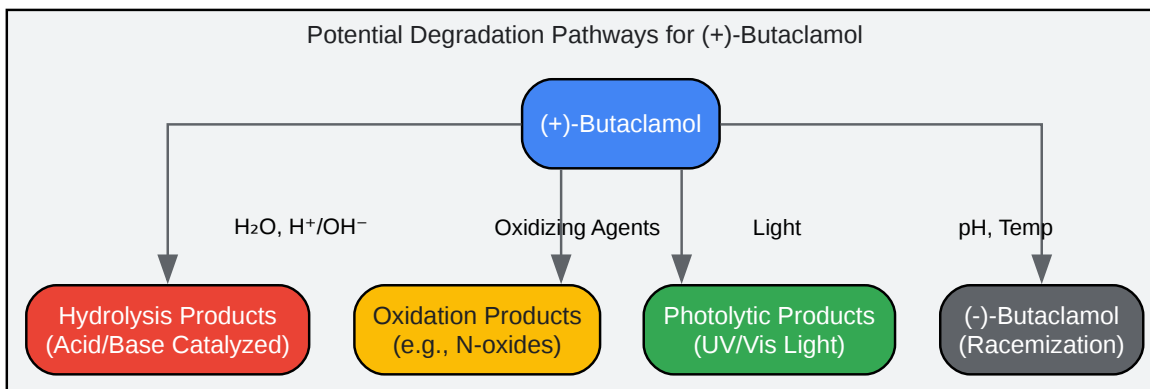 Potential Degradation Pathways for (+)-Butaclamol
(+)-Butaclamol
H₂O, H⁺/OH⁻
Oxidizing Agents
Light
pH, Temp
Hydrolysis Products
(Acid/Base Catalyzed)
Oxidation Products
(e.g., N-oxides)
Photolytic Products
(UV/Vis Light)
(-)-Butaclamol
(Racemization)